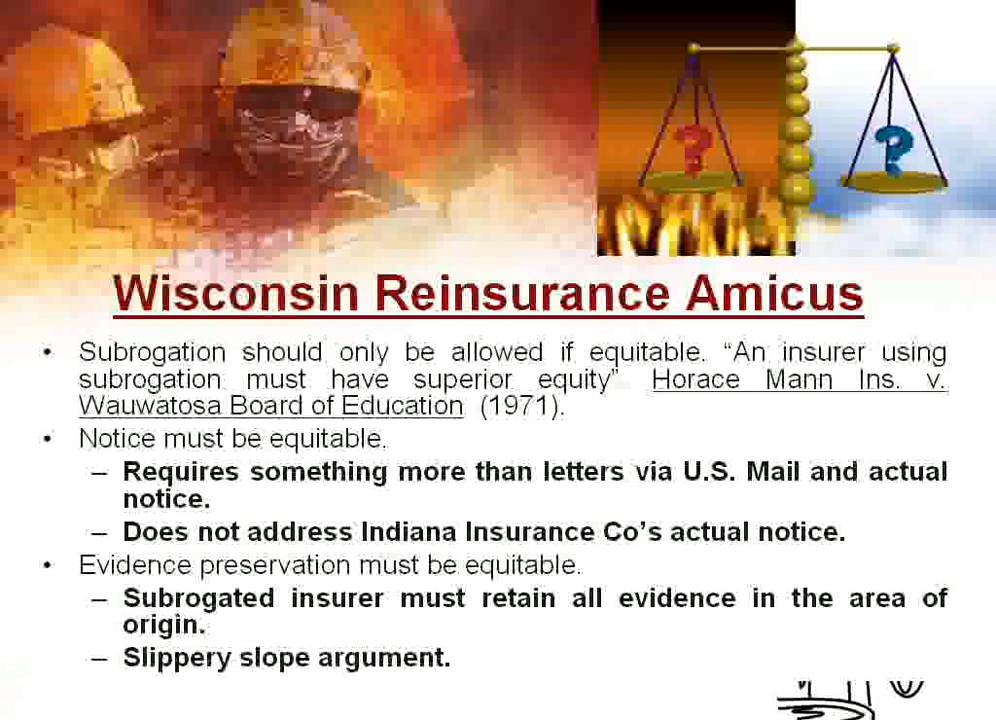 Wisconsin Reinsurance Amicus
• Subrogation should only be allowed if equitable. “An insurer using
subrogation must have superior equity” Horace Mann Ins. v.
Wauwatosa Board of Education (1971).
• Notice must be equitable.
– Requires something more than letters via U.S. Mail and actual
notice.
– Does not address Indiana Insurance Co’s actual notice.
• Evidence preservation must be equitable.
– Subrogated insurer must retain all evidence in the area of
origin.
– Slippery slope argument.
? ?